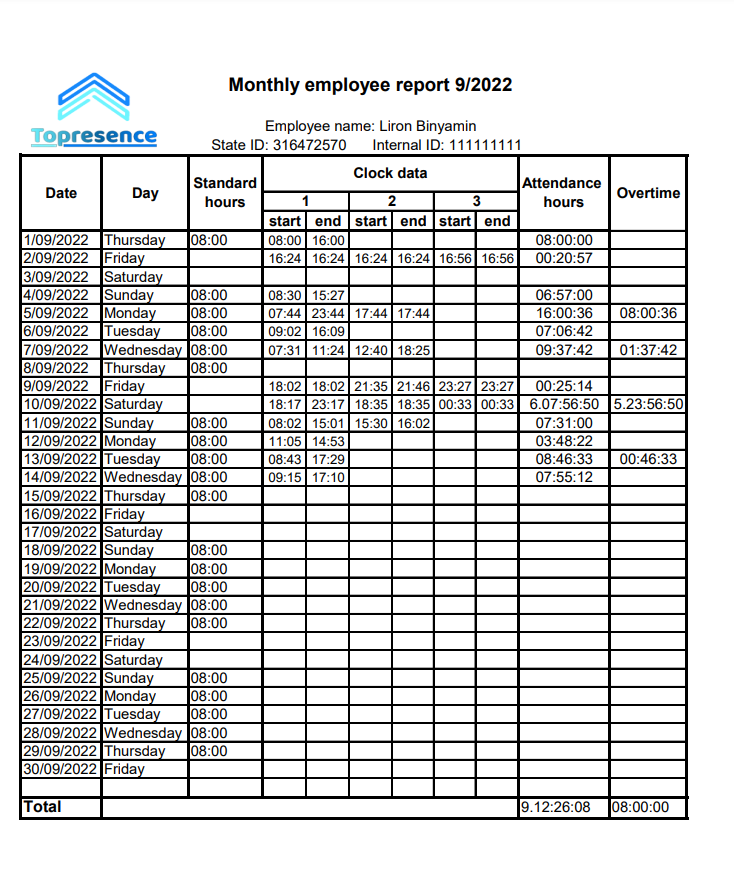 Monthly employee report 9/2022
Topresence
Employee name: Liron Binyamin
State ID: 316472570 Internal ID: 111111111
Date Day Standard hours Clock data Attendance hours Overtime
1 2 3
start end start end start end
1/09/2022 Thursday 08:00 08:00 16:00 08:00:00
2/09/2022 Friday 16:24 16:24 16:24 16:24 16:56 16:56 00:20:57
3/09/2022 Saturday
4/09/2022 Sunday 08:00 08:30 15:27 06:57:00
5/09/2022 Monday 08:00 07:44 23:44 17:44 17:44 16:00:36 08:00:36
6/09/2022 Tuesday 08:00 09:02 16:09 07:06:42
7/09/2022 Wednesday 08:00 07:31 11:24 12:40 18:25 09:37:42 01:37:42
8/09/2022 Thursday 08:00
9/09/2022 Friday 18:02 18:02 21:35 21:46 23:27 23:27 00:25:14
10/09/2022 Saturday 18:17 23:17 18:35 18:35 00:33 00:33 6.07:56:50 5.23:56:50
11/09/2022 Sunday 08:00 08:02 15:01 15:30 16:02 07:31:00
12/09/2022 Monday 08:00 11:05 14:53 03:48:22
13/09/2022 Tuesday 08:00 08:43 17:29 08:46:33 00:46:33
14/09/2022 Wednesday 08:00 09:15 17:10 07:55:12
15/09/2022 Thursday 08:00
16/09/2022 Friday
17/09/2022 Saturday
18/09/2022 Sunday 08:00
19/09/2022 Monday 08:00
20/09/2022 Tuesday 08:00
21/09/2022 Wednesday 08:00
22/09/2022 Thursday 08:00
23/09/2022 Friday
24/09/2022 Saturday
25/09/2022 Sunday 08:00
26/09/2022 Monday 08:00
27/09/2022 Tuesday 08:00
28/09/2022 Wednesday 08:00
29/09/2022 Thursday 08:00
30/09/2022 Friday
Total 9.12:26:08 08:00:00